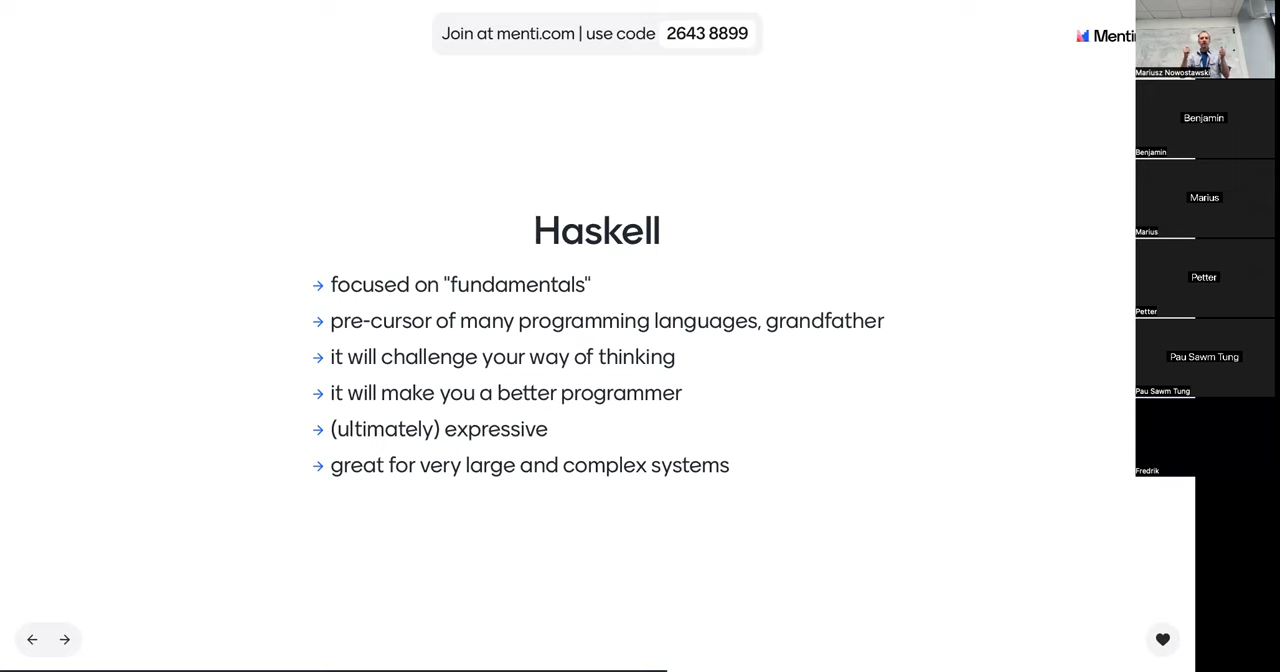 Join at menti.com | use code 2643 8899
Menti
Haskell
→ focused on "fundamentals"
→ pre-cursor of many programming languages, grandfather
→ it will challenge your way of thinking
→ it will make you a better programmer
→ (ultimately) expressive
→ great for very large and complex systems
Mariusz Nowostawski
Benjamin
Benjamin
Marius
Marius
Petter
Petter
Pau Sawm Tung
Pau Sawm Tung
Fredrik